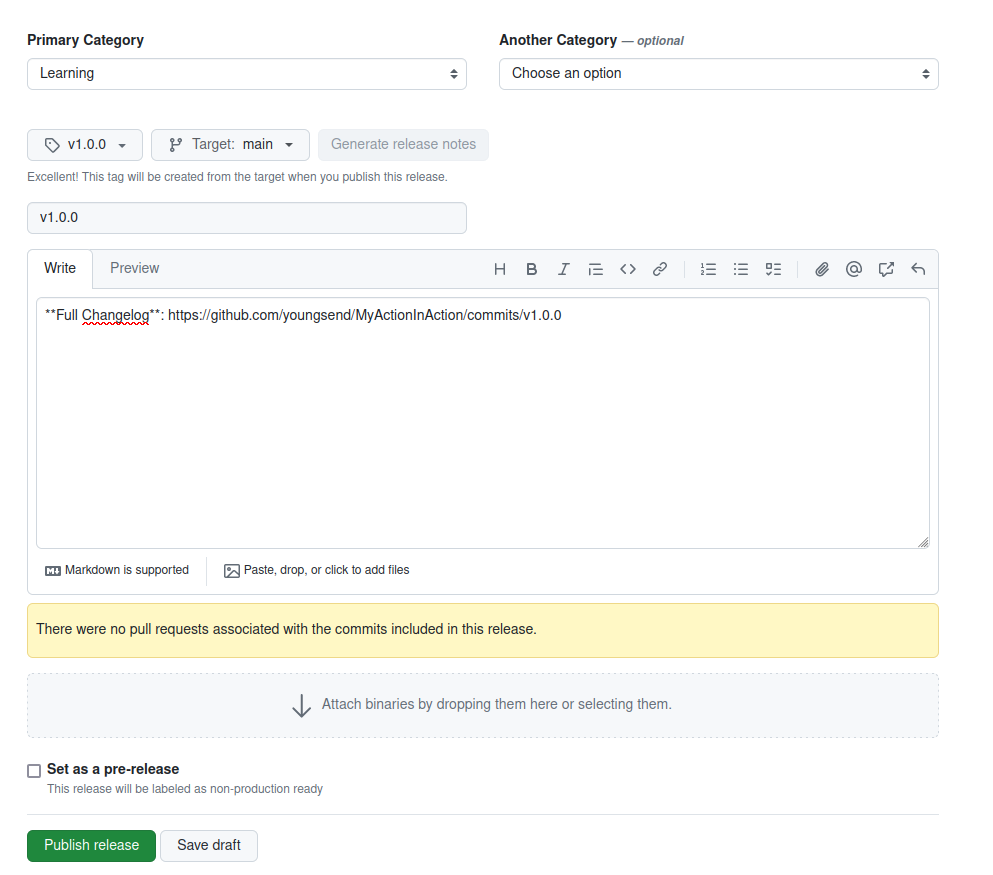 Primary Category
Another Category — optional
Learning
Choose an option
v1.0.0
Target: main
Generate release notes
Excellent! This tag will be created from the target when you publish this release.
v1.0.0
Write
Preview
**Full Changelog**: https://github.com/youngsend/MyActionInAction/commits/v1.0.0
Markdown is supported
Paste, drop, or click to add files
There were no pull requests associated with the commits included in this release.
Attach binaries by dropping them here or selecting them.
Set as a pre-release
This release will be labeled as non-production ready
Publish release
Save draft